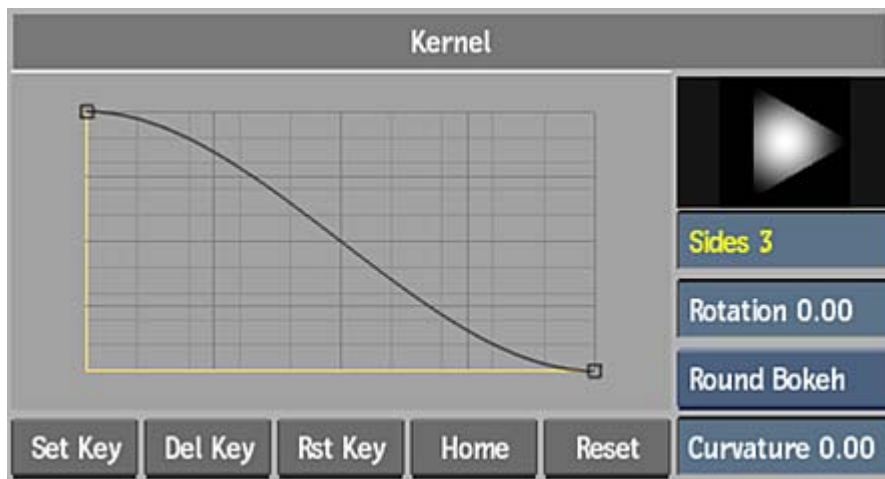 Kernel
Sides 3
Rotation 0.00
Round Bokeh
Set Key Del Key Rst Key Home Reset Curvature 0.00